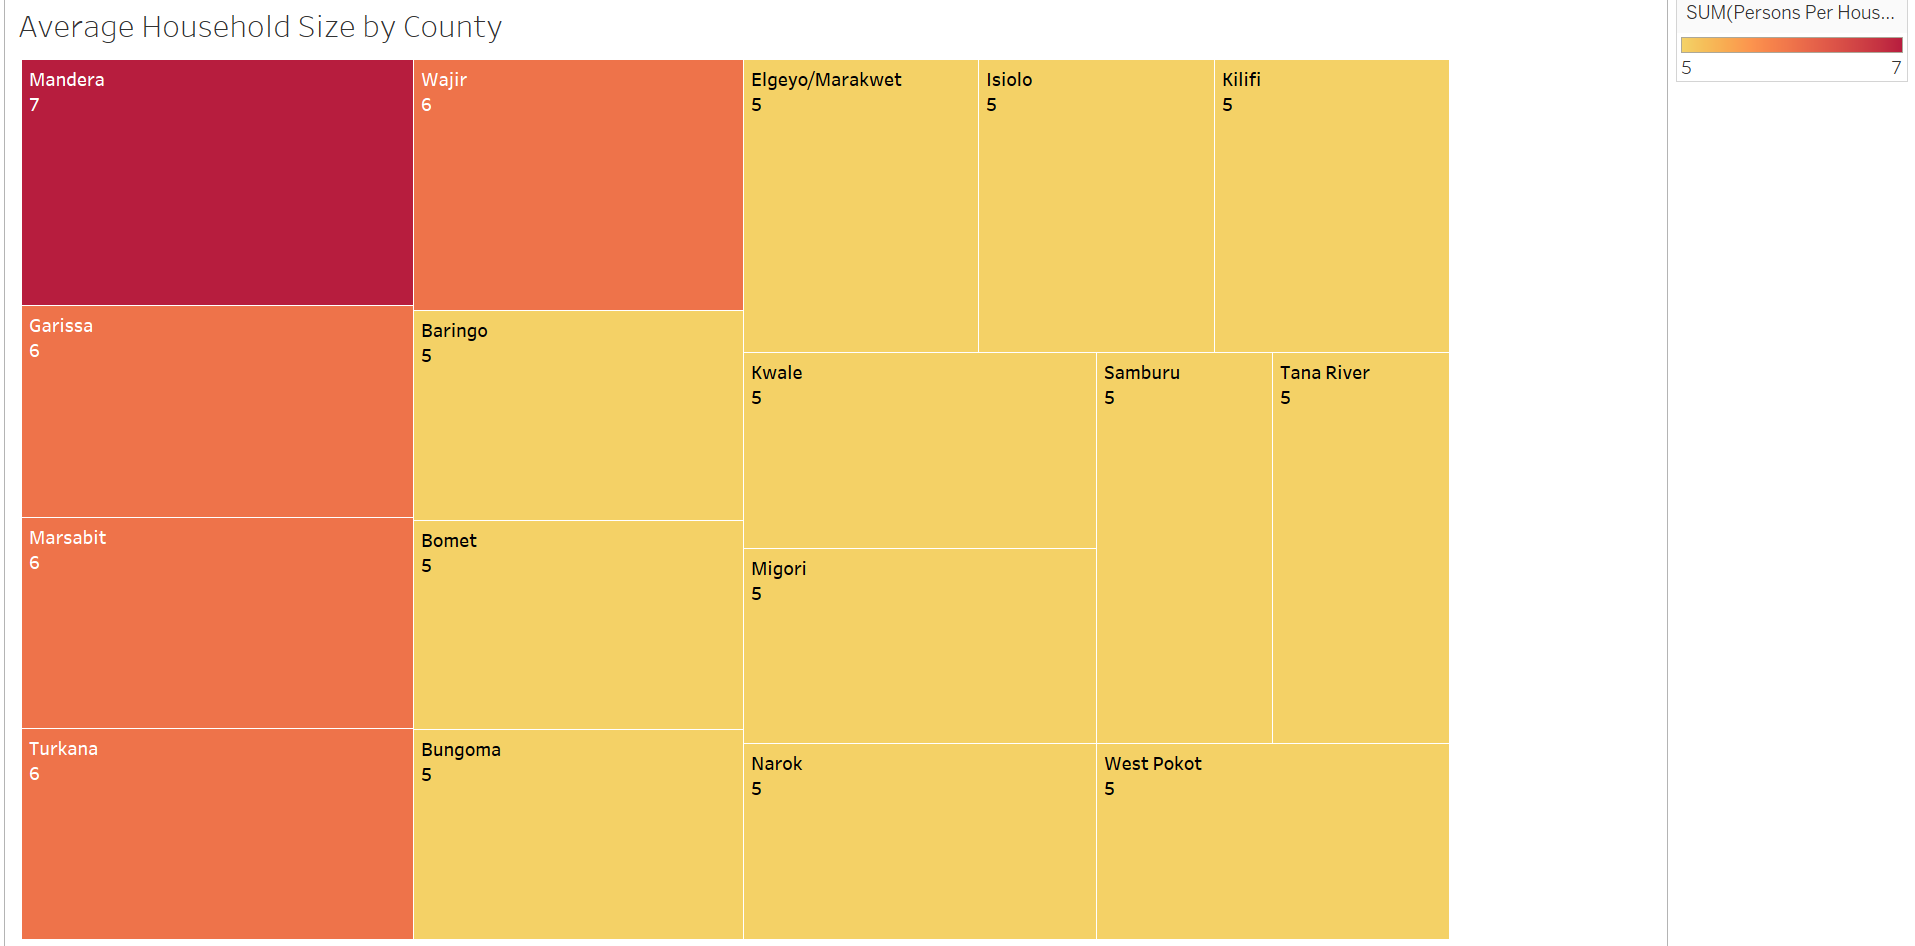 Average Household Size by County
SUM(Persons Per Hous...
5
7
Mandera
7
Garissa
6
Marsabit
6
Turkana
6
Wajir
6
Baringo
5
Bomet
5
Bungoma
5
Elgeyo/Marakwet
5
Isiolo
5
Kilifi
5
Kwale
5
Migori
5
Narok
5
Samburu
5
Tana River
5
West Pokot
5